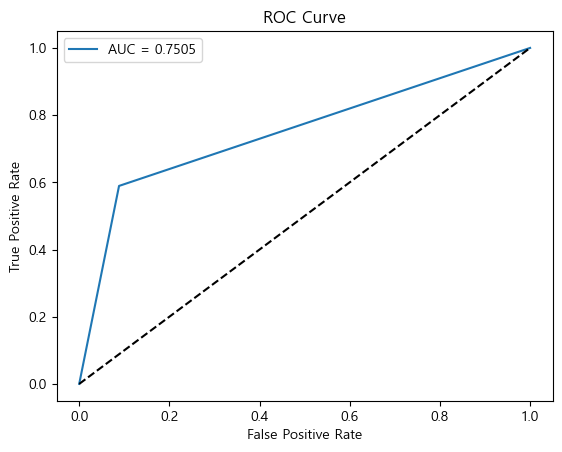 ROC Curve
AUC = 0.7505
True Positive Rate
1.0
0.8
0.6
0.4
0.2
0.0
0.0 0.2 0.4 0.6 0.8 1.0
False Positive Rate